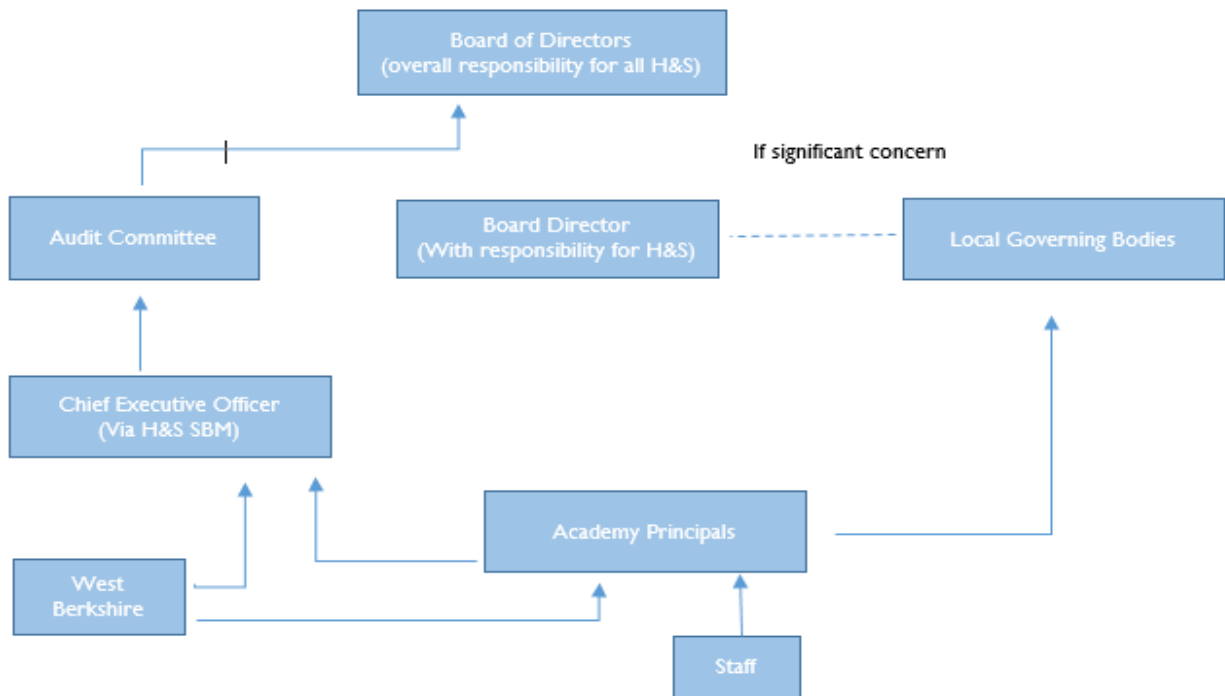 Board of Directors
(overall responsibility for all H&S)
If significant concern
Audit Committee
Board Director
(With responsibility for H&S)
Local Governing Bodies
Chief Executive Officer
(Via H&S SBM)
Academy Principals
West
Berkshire
Staff